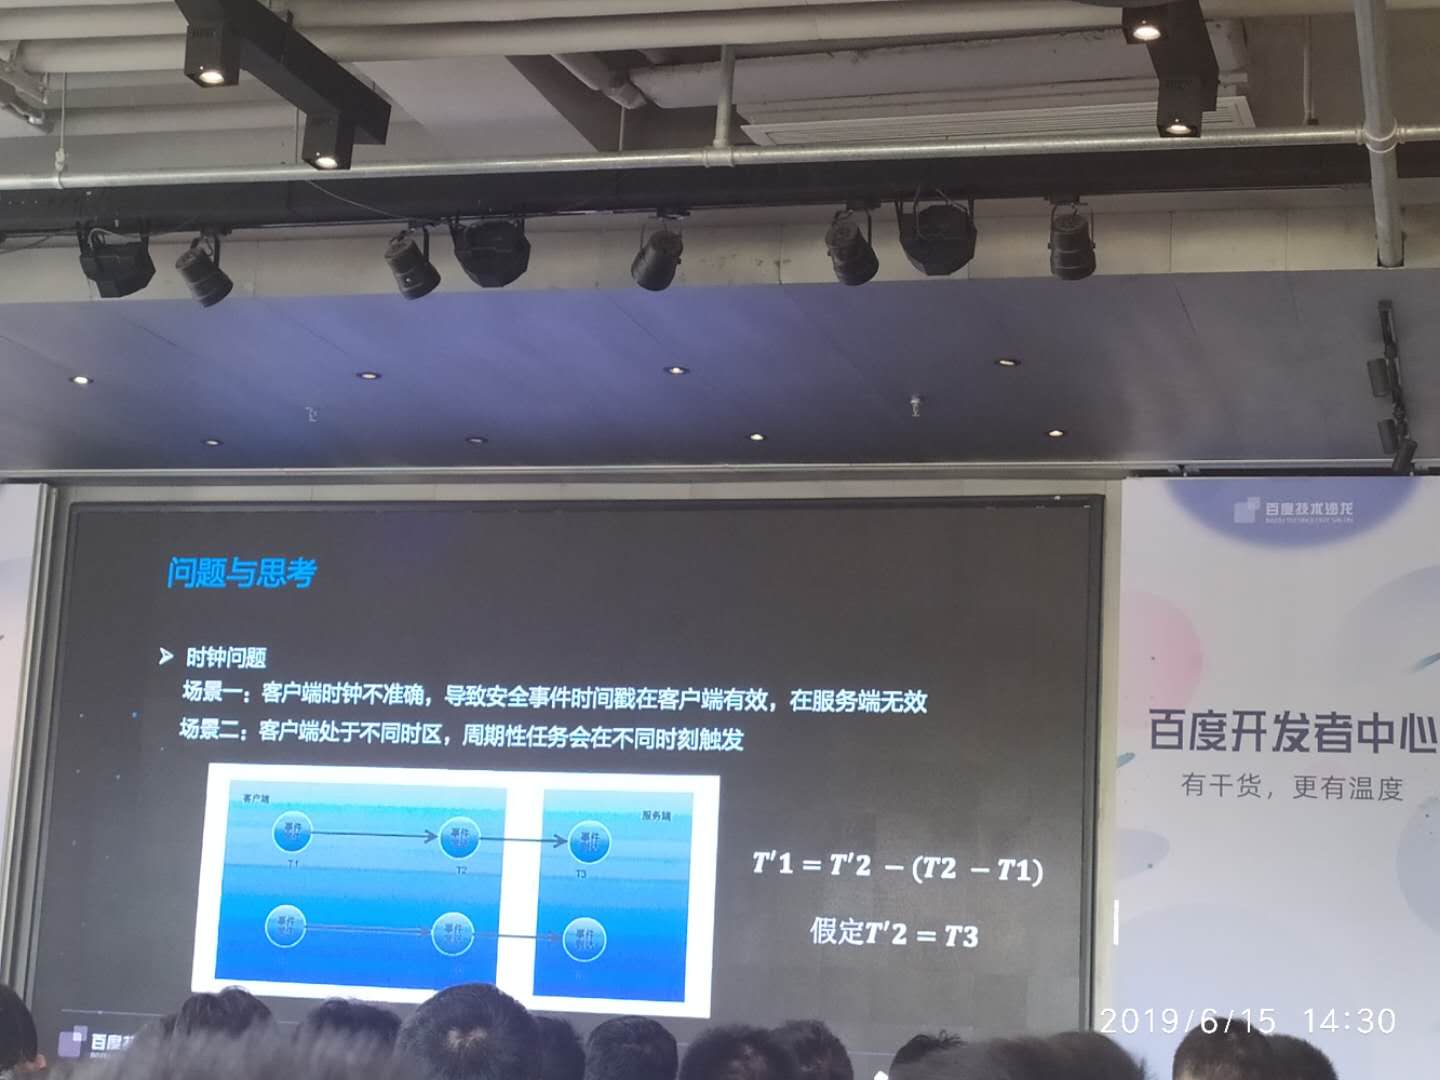 百度技术沙龙
BAIDU TECHNOLOGY SALON
问题与思考
➢ 时钟问题
场景一：客户端时钟不准确，导致安全事件时间戳在客户端有效，在服务端无效
场景二：客户端处于不同时区，周期性任务会在不同时刻触发
客户端
服务端
事件
事件
事件
T1
T2
T3
事件
事件
事件
T'1 = T'2 - (T2 - T1)
假定T'2 = T3
百度开发者中心
有干货，更有温度
百度
2019/6/15 14:30